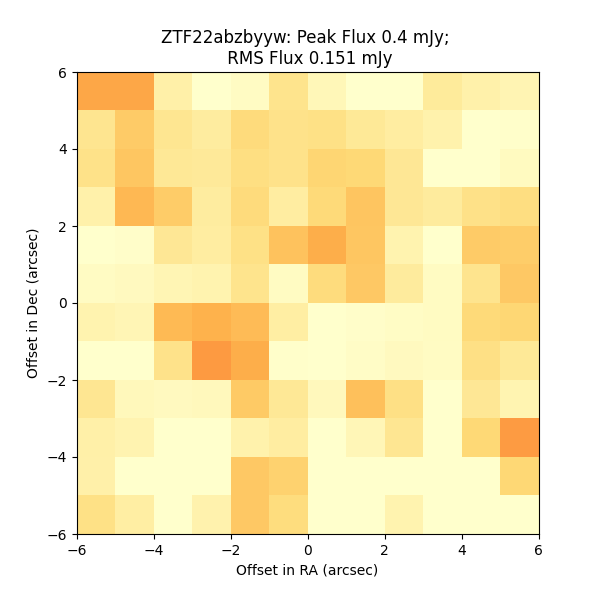 ZTF22abzbyyw: Peak Flux 0.4 mJy;
RMS Flux 0.151 mJy
6
4
2
0
−2
−4
−6
Offset in Dec (arcsec)
−6 −4 −2 0 2 4 6
Offset in RA (arcsec)